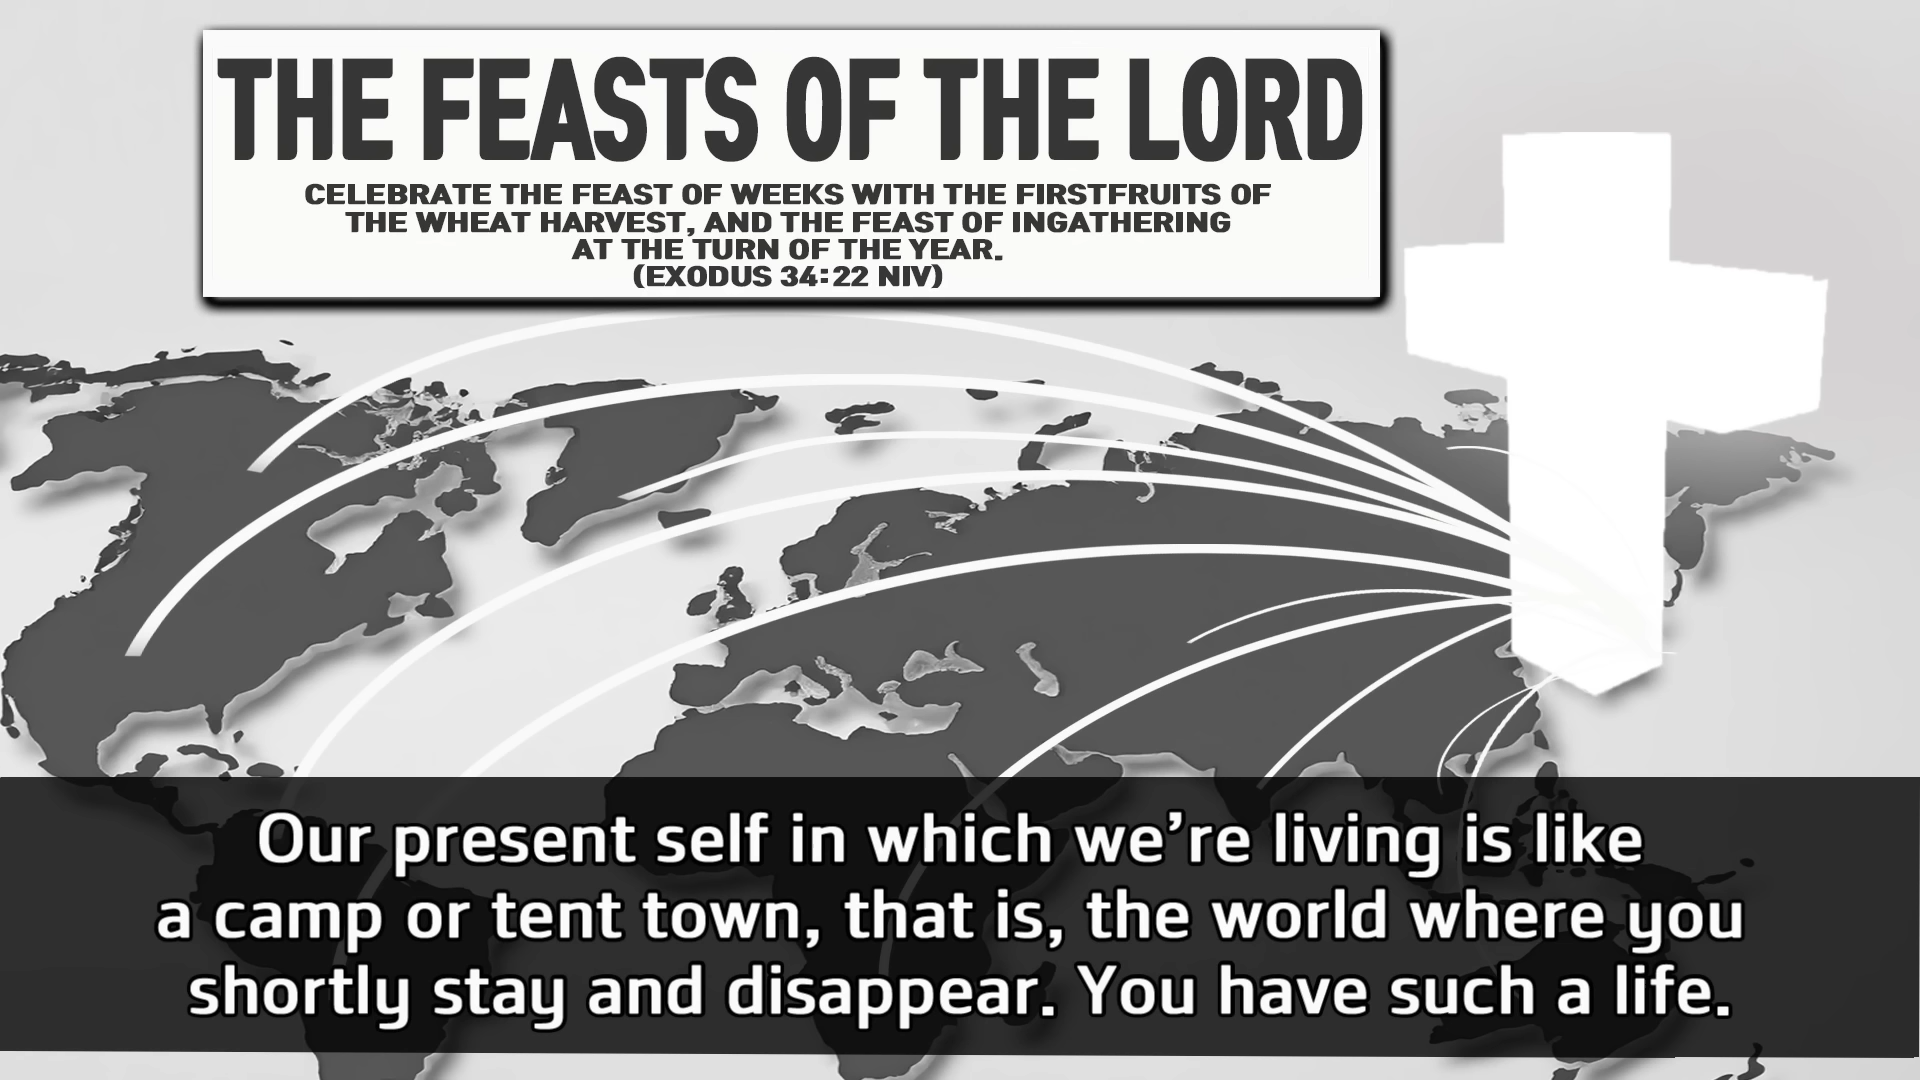 THE FEASTS OF THE LORD
CELEBRATE THE FEAST OF WEEKS WITH THE FIRSTFRUITS OF
THE WHEAT HARVEST, AND THE FEAST OF INGATHERING
AT THE TURN OF THE YEAR.
(EXODUS 34:22 NIV)
Our present self in which we’re living is like
a camp or tent town, that is, the world where you
shortly stay and disappear. You have such a life.